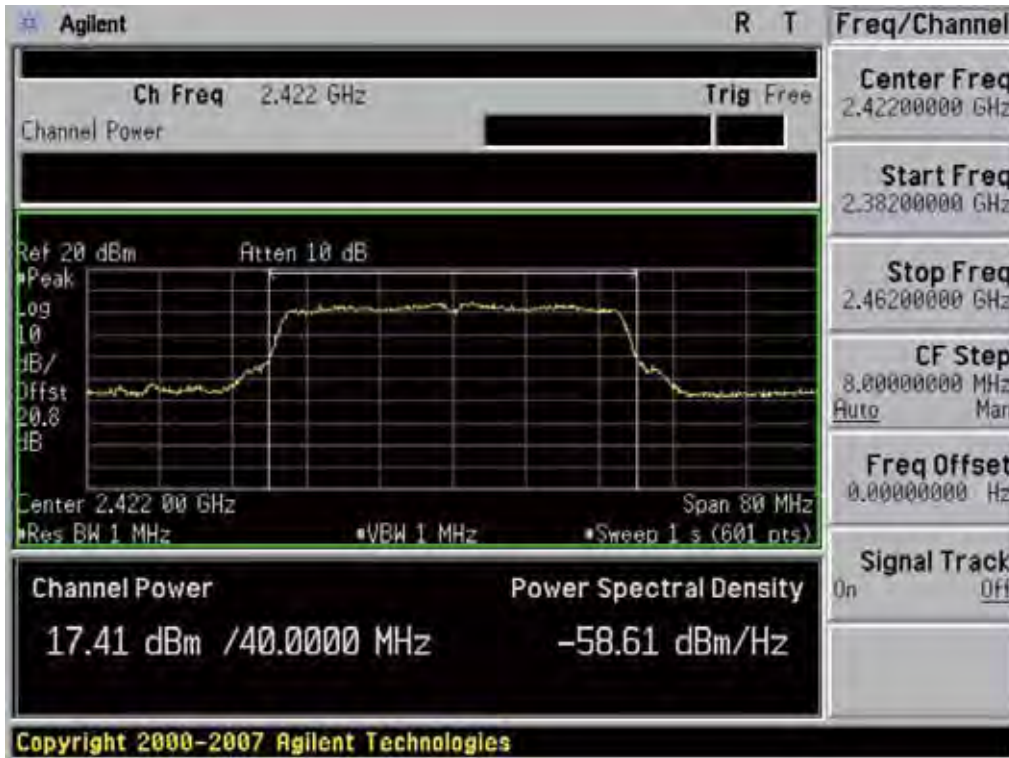 Agilent R T
Ch Freq 2.422 GHz Trig Free
Channel Power
Ref 20 dBm Atten 10 dB
Peak
Log
10
dB/
Offst
20.8
dB
Center 2.422 00 GHz Span 80 MHz
Res BW 1 MHz VBW 1 MHz Sweep 1 s (601 pts)
Channel Power Power Spectral Density
17.41 dBm /40.0000 MHz -58.61 dBm/Hz
Copyright 2000-2007 Agilent Technologies
Freq/Channel
Center Freq
2.42200000 GHz
Start Freq
2.38200000 GHz
Stop Freq
2.46200000 GHz
CF Step
8.00000000 MHz
Auto Man
Freq Offset
0.00000000 Hz
Signal Track
On Off